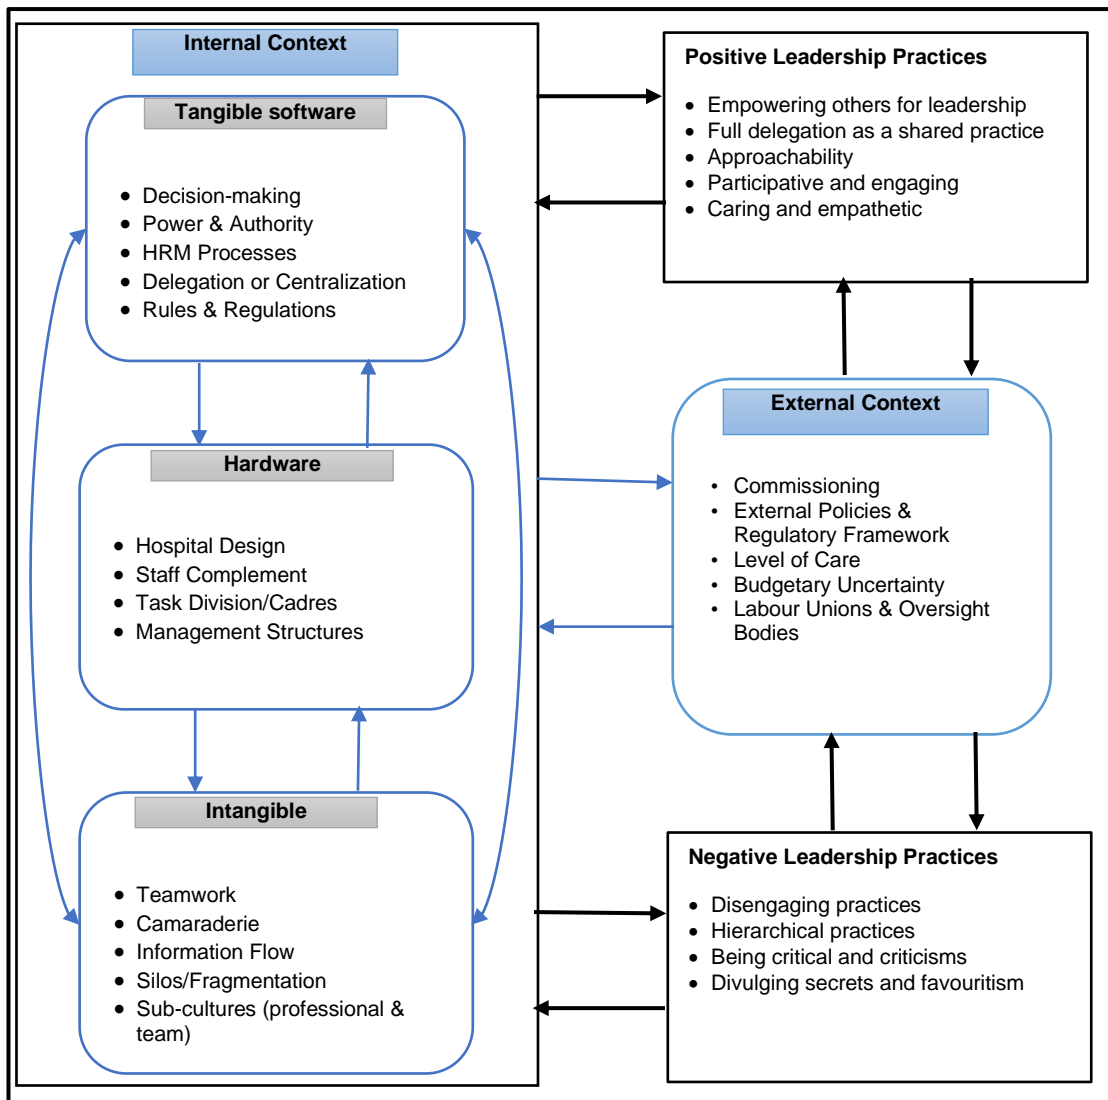 Internal Context
Tangible software
• Decision-making
• Power & Authority
• HRM Processes
• Delegation or Centralization
• Rules & Regulations
Hardware
• Hospital Design
• Staff Complement
• Task Division/Cadres
• Management Structures
Intangible
• Teamwork
• Camaraderie
• Information Flow
• Silos/Fragmentation
• Sub-cultures (professional &
team)
Positive Leadership Practices
• Empowering others for leadership
• Full delegation as a shared practice
• Approachability
• Participative and engaging
• Caring and empathetic
External Context
• Commissioning
• External Policies &
Regulatory Framework
• Level of Care
• Budgetary Uncertainty
• Labour Unions & Oversight
Bodies
Negative Leadership Practices
• Disengaging practices
• Hierarchical practices
• Being critical and criticisms
• Divulging secrets and favouritism